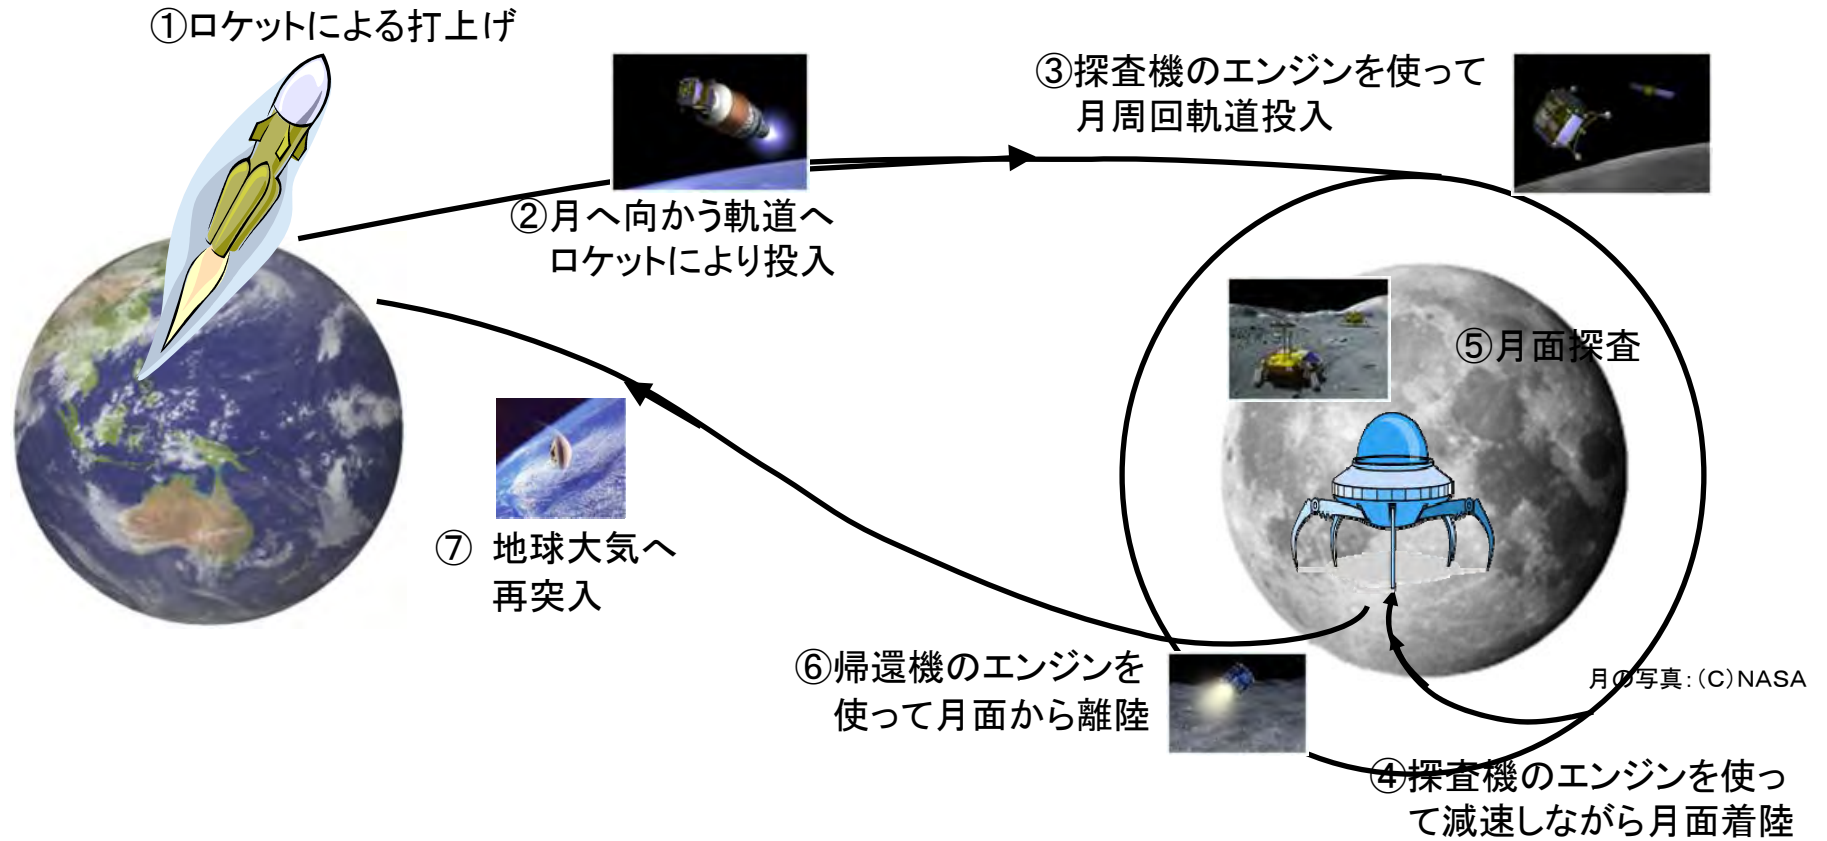 ①ロケットによる打上げ
②月へ向かう軌道へ
ロケットにより投入
③探査機のエンジンを使って
月周回軌道投入
④探査機のエンジンを使っ
て減速しながら月面着陸
⑤月面探査
⑥帰還機のエンジンを
使って月面から離陸
⑦ 地球大気へ
再突入
月の写真:(C)NASA